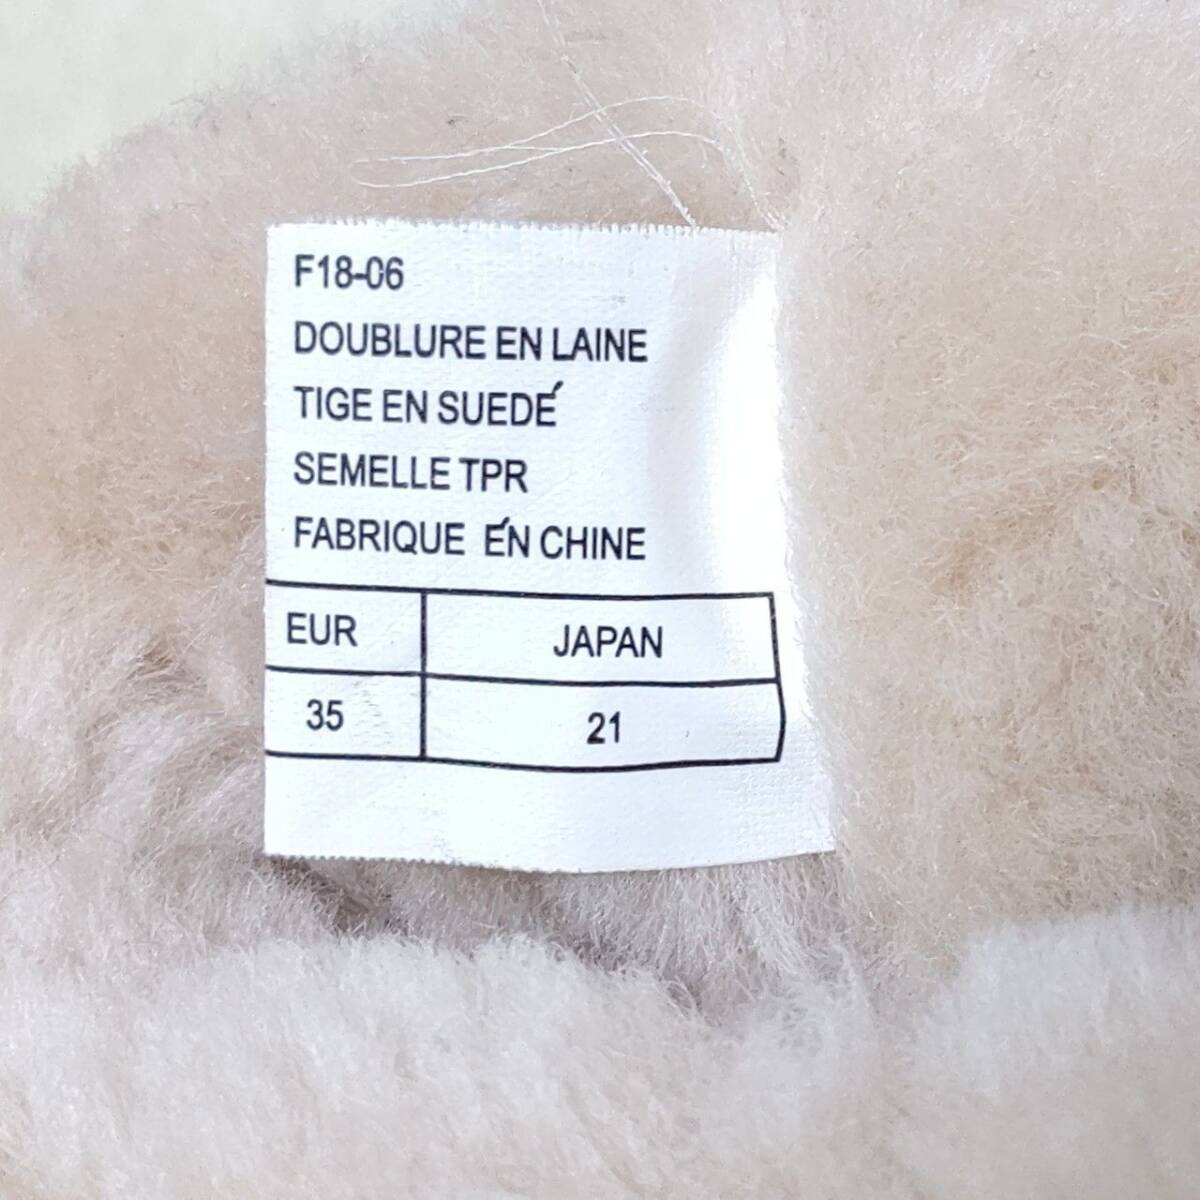 F18-06
DOUBLURE EN LAINE
TIGE EN SUEDÉ
SEMELLE TPR
FABRIQUE ÉN CHINE
EUR JAPAN
35 21